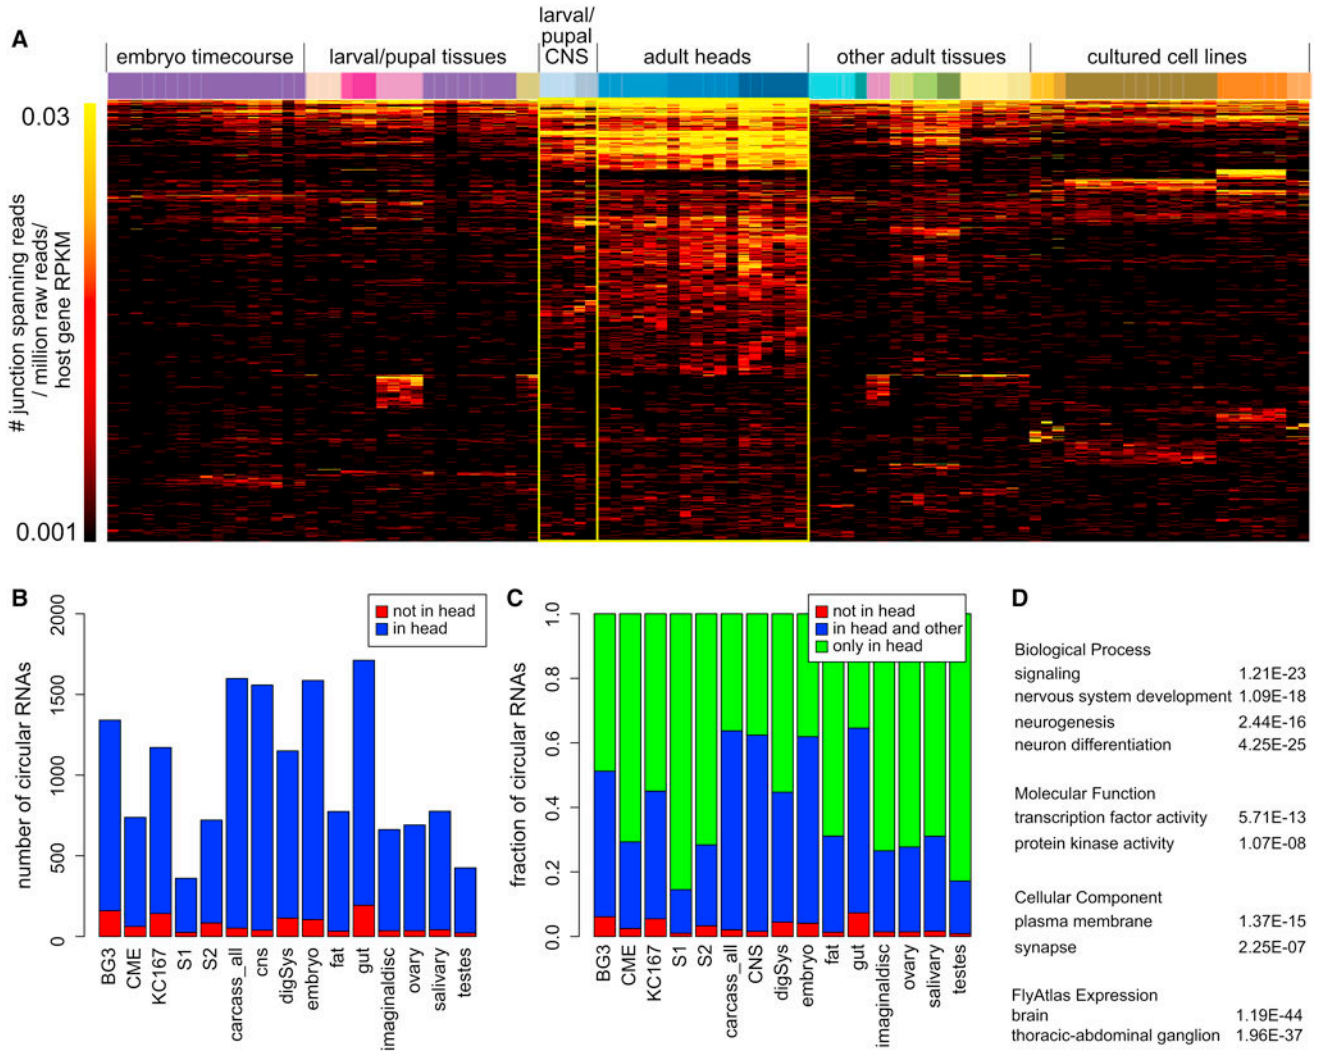 A
embryo timecourse
larval/pupal tissues
larval/
pupal
CNS
adult heads
other adult tissues
cultured cell lines
0.03
# junction spanning reads
/ million raw reads/
host gene RPKM
0.001
B
number of circular RNAs
2000
1500
1000
500
0
not in head
in head
BG3
CME
KC167
S1
S2
carcass_all
cns
digSys
embryo
fat
gut
imaginaldisc
ovary
salivary
testes
C
fraction of circular RNAs
1.0
0.8
0.6
0.4
0.2
0.0
not in head
in head and other
only in head
BG3
CME
KC167
S1
S2
carcass_all
CNS
digSys
embryo
fat
gut
imaginaldisc
ovary
salivary
testes
D
Biological Process
signaling 1.21E-23
nervous system development 1.09E-18
neurogenesis 2.44E-16
neuron differentiation 4.25E-25
Molecular Function
transcription factor activity 5.71E-13
protein kinase activity 1.07E-08
Cellular Component
plasma membrane 1.37E-15
synapse 2.25E-07
FlyAtlas Expression
brain 1.19E-44
thoracic-abdominal ganglion 1.96E-37